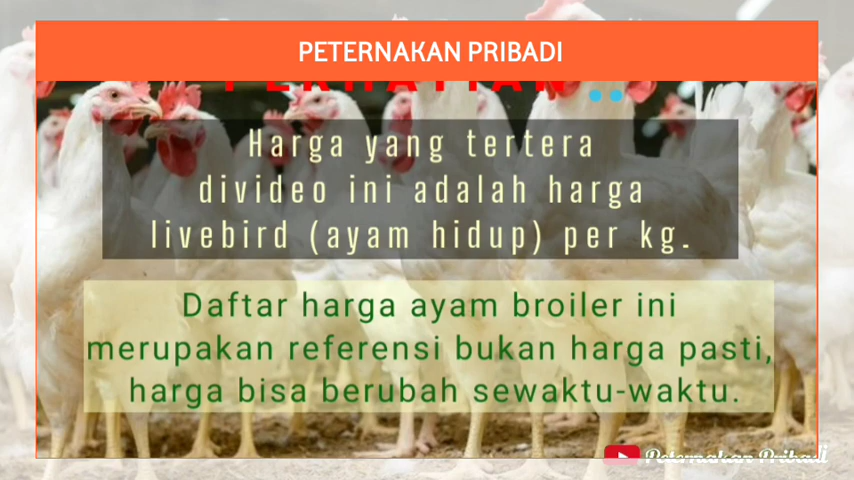 PETERNAKAN PRIBADI
PERHATIAN
Harga yang tertera
divideo ini adalah harga
livebird (ayam hidup) per kg.
Daftar harga ayam broiler ini
merupakan referensi bukan harga pasti,
harga bisa berubah sewaktu-waktu.
Peternakan Pribadi